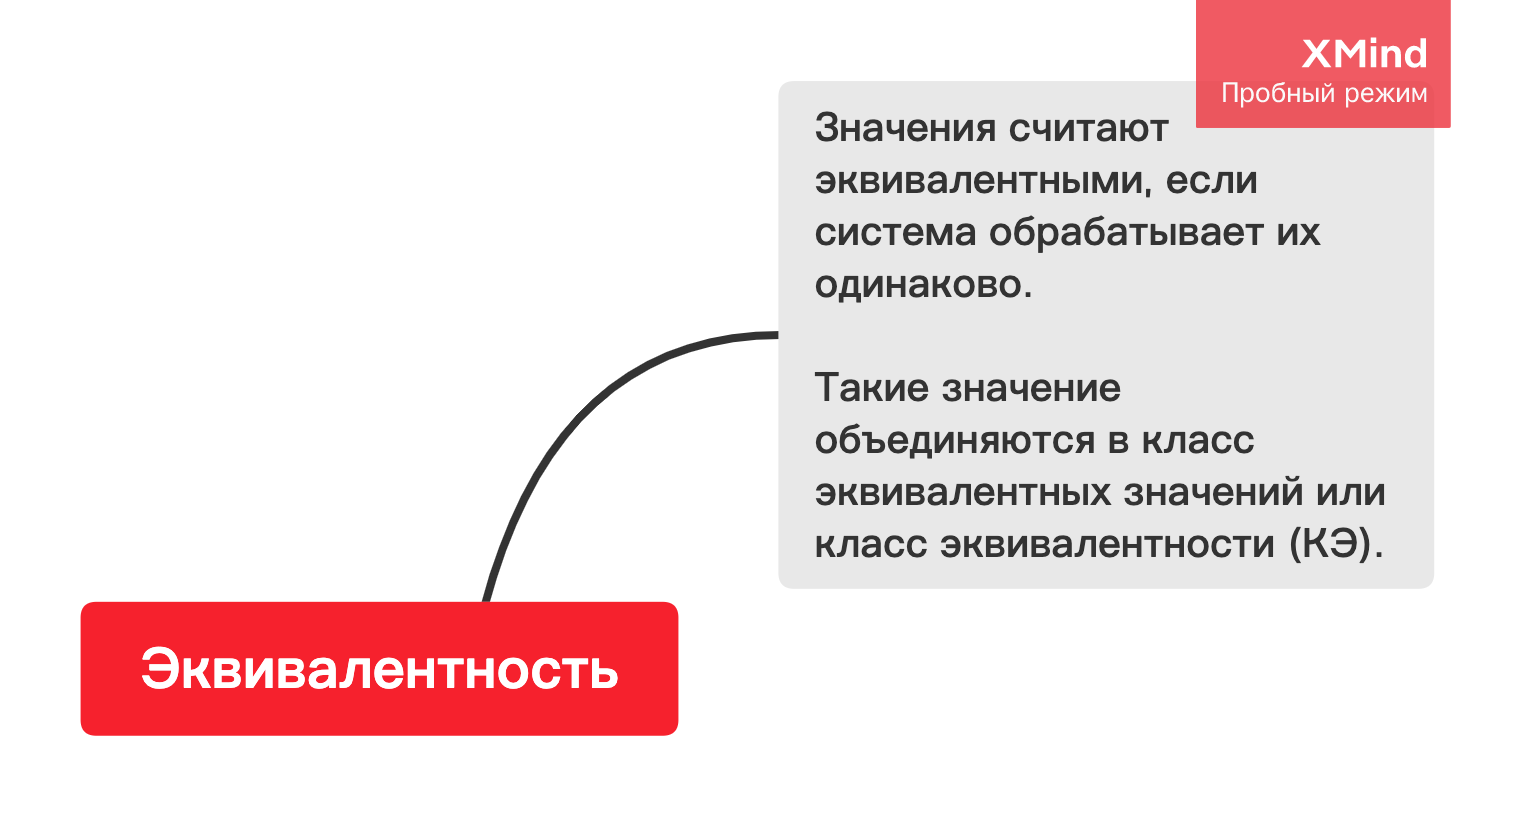 XMind
Пробный режим
Значения считают
эквивалентными, если
система обрабатывает их
одинаково.
Такие значение
объединяются в класс
эквивалентных значений или
класс эквивалентности (КЭ).
Эквивалентность